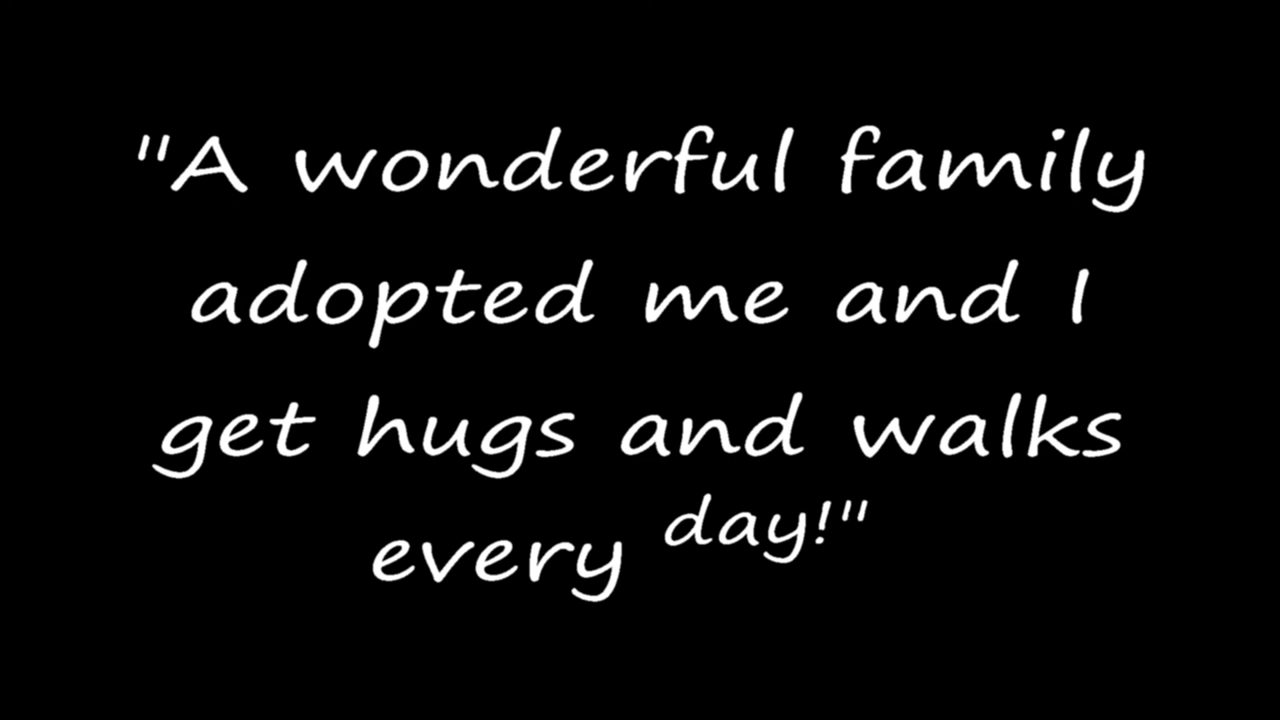 "A wonderful family
adopted me and I
get hugs and walks
every day!"